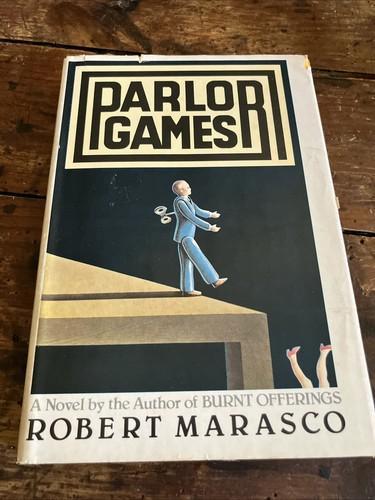 PARLOR
GAMES
A Novel by the Author of BURNT OFFERINGS
ROBERT MARASCO